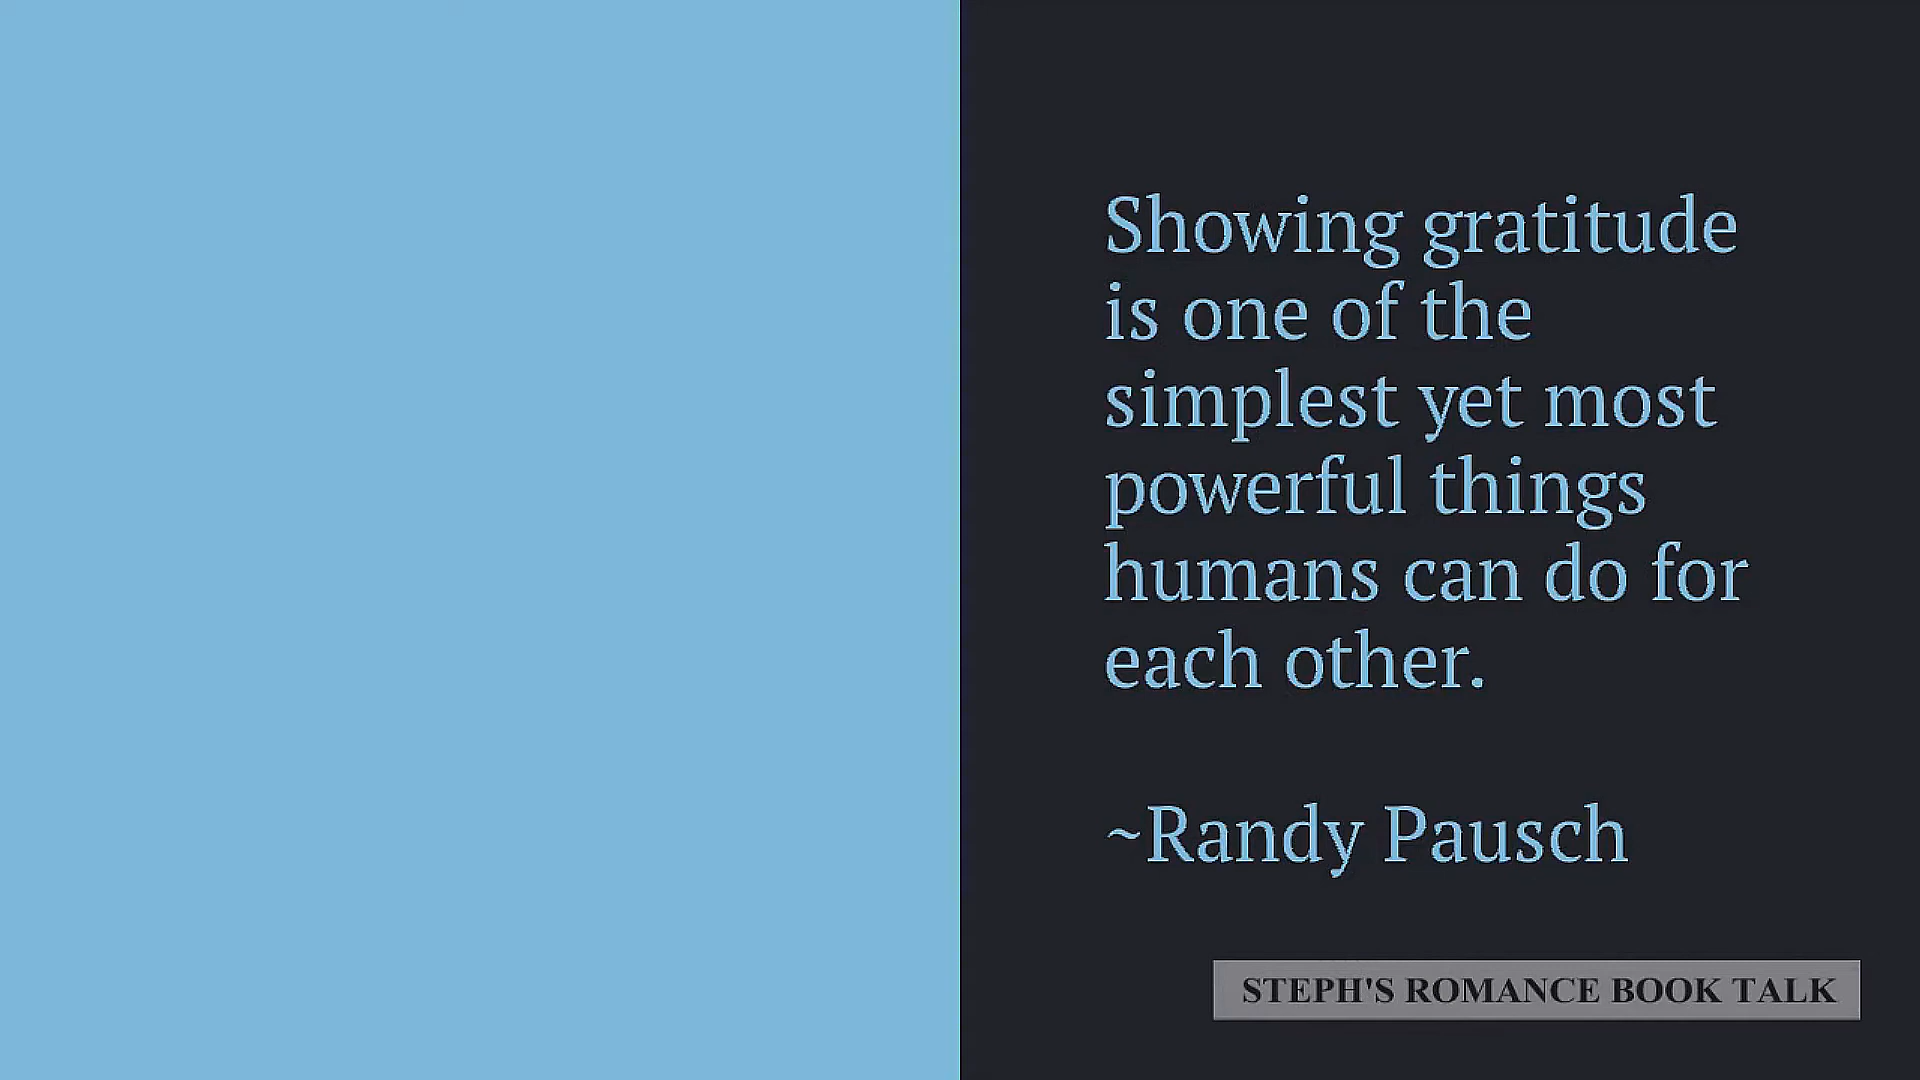 Showing gratitude
is one of the
simplest yet most
powerful things
humans can do for
each other.
~Randy Pausch
STEPH'S ROMANCE BOOK TALK